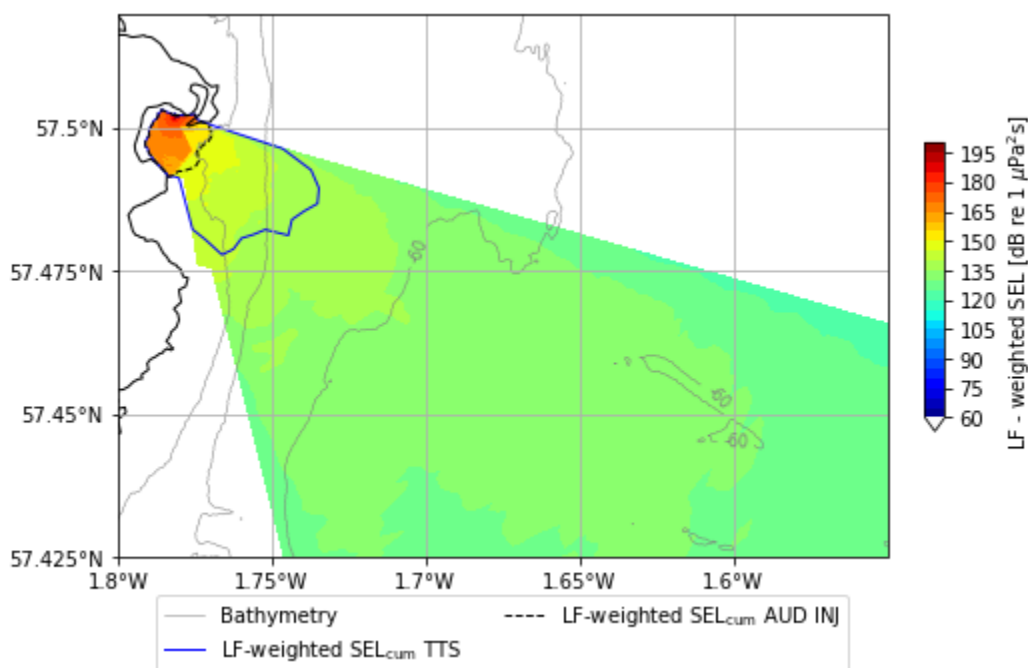 57.5°N
57.475°N
57.45°N
57.425°N
1.8°W
1.75°W
1.7°W
1.65°W
1.6°W
-60
-60
-60
195
180
165
150
135
120
105
90
75
60
LF - weighted SEL [dB re 1 μPa²s]
Bathymetry
LF-weighted SELcum TTS
LF-weighted SELcum AUD INJ